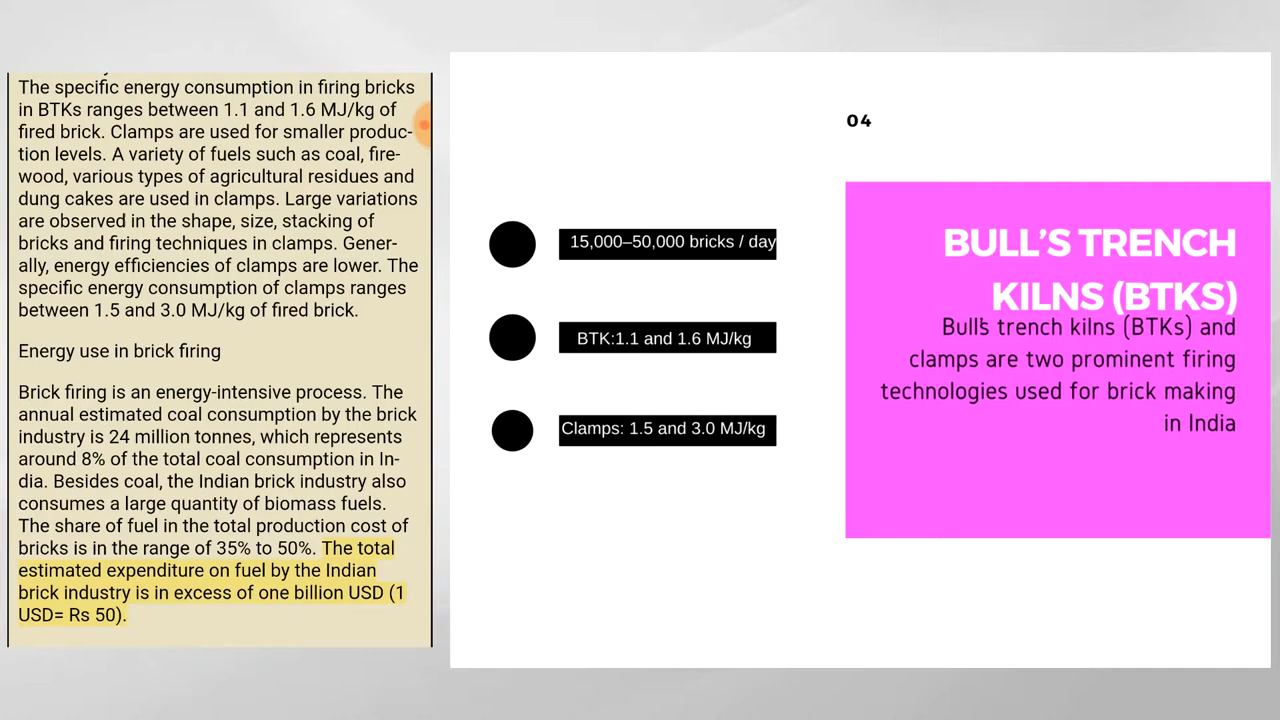 The specific energy consumption in firing bricks
in BTKs ranges between 1.1 and 1.6 MJ/kg of
fired brick. Clamps are used for smaller produc-
tion levels. A variety of fuels such as coal, fire-
wood, various types of agricultural residues and
dung cakes are used in clamps. Large variations
are observed in the shape, size, stacking of
bricks and firing techniques in clamps. Gener-
ally, energy efficiencies of clamps are lower. The
specific energy consumption of clamps ranges
between 1.5 and 3.0 MJ/kg of fired brick.
Energy use in brick firing
Brick firing is an energy-intensive process. The
annual estimated coal consumption by the brick
industry is 24 million tonnes, which represents
around 8% of the total coal consumption in In-
dia. Besides coal, the Indian brick industry also
consumes a large quantity of biomass fuels.
The share of fuel in the total production cost of
bricks is in the range of 35% to 50%. The total
estimated expenditure on fuel by the Indian
brick industry is in excess of one billion USD (1
USD= Rs 50).
04
15,000–50,000 bricks / day
BTK:1.1 and 1.6 MJ/kg
Clamps: 1.5 and 3.0 MJ/kg
BULL’S TRENCH
KILNS (BTKS)
Bull's trench kilns (BTKs) and
clamps are two prominent firing
technologies used for brick making
in India